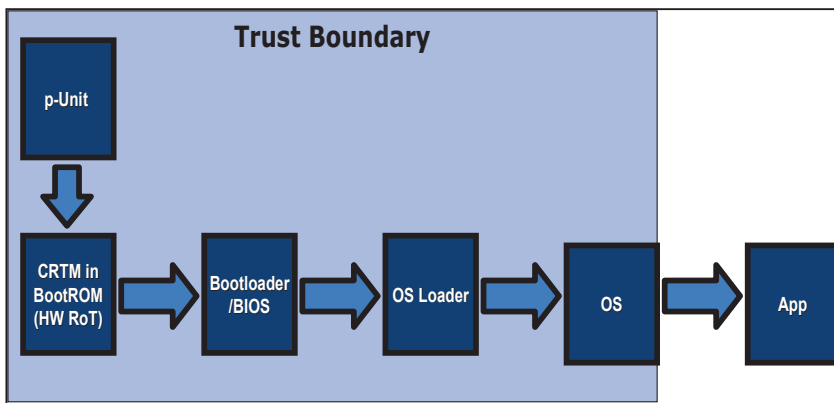 Trust Boundary
p-Unit
CRTM in
BootROM
(HW RoT)
Bootloader
/BIOS
OS Loader
OS
App